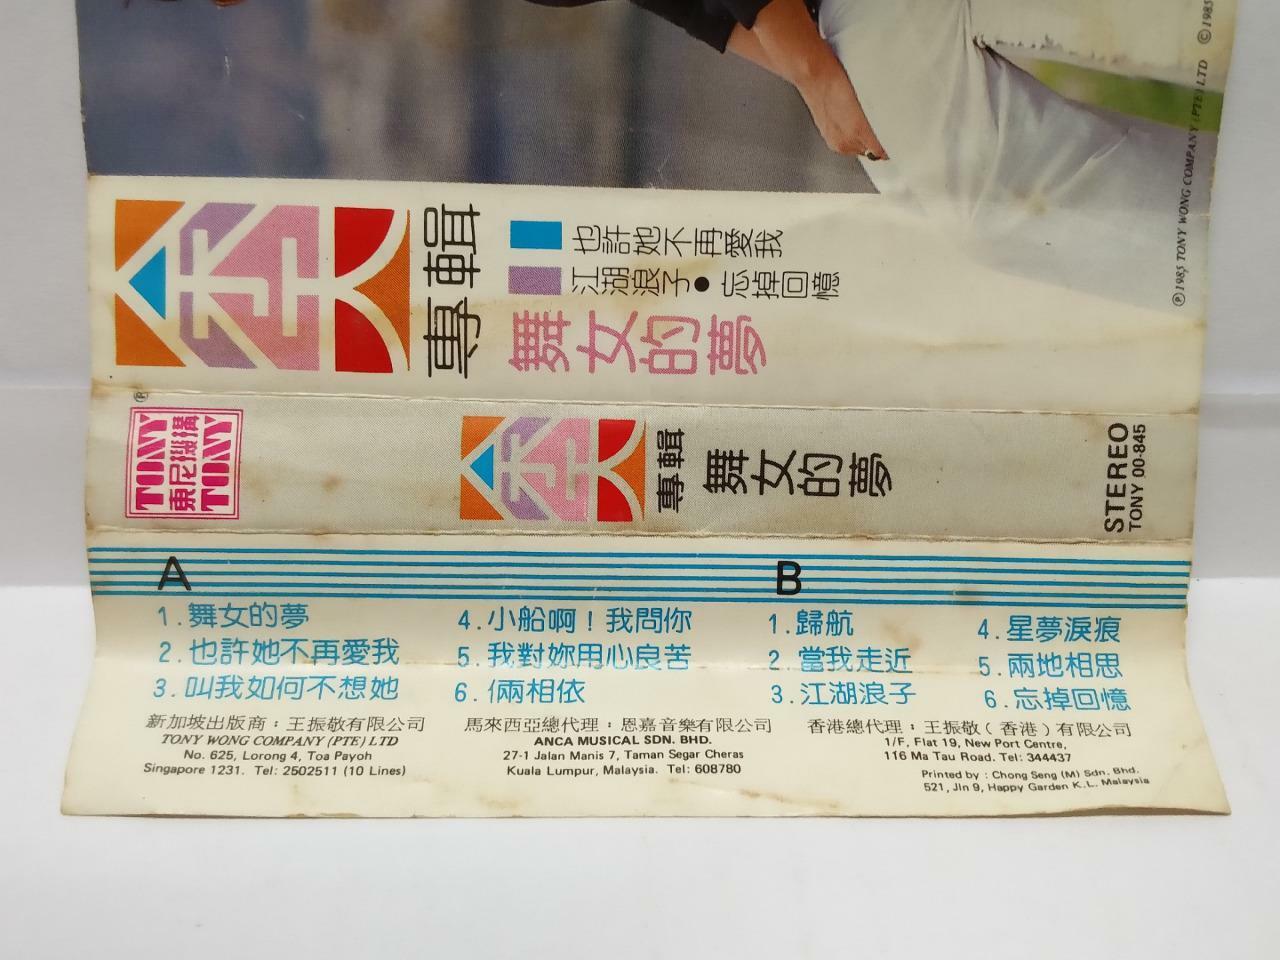 余天
專輯
也許她不再愛我
江湖浪子•忘掉回憶
舞女的夢
Ⓟ1985 TONY WONG COMPANY (PTE) LTD ©1985
Ⓟ
TONY
東尼機構
TONY
余天
專輯
舞女的夢
STEREO
TONY 00-845
A
1.舞女的夢
2.也許她不再愛我
3.叫我如何不想她
4.小船啊！我問你
5.我對妳用心良苦
6.倆相依
B
1.歸航
2.當我走近
3.江湖浪子
4.星夢淚痕
5.兩地相思
6.忘掉回憶
新加坡出版商：王振敬有限公司
TONY WONG COMPANY (PTE) LTD
No. 625, Lorong 4, Toa Payoh
Singapore 1231. Tel: 2502511 (10 Lines)
馬來西亞總代理：恩嘉音樂有限公司
ANCA MUSICAL SDN. BHD.
27-1 Jalan Manis 7, Taman Segar Cheras
Kuala Lumpur, Malaysia. Tel: 608780
香港總代理：王振敬(香港)有限公司
1/F, Flat 19, New Port Centre,
116 Ma Tau Road. Tel: 344437
Printed by : Chong Seng (M) Sdn. Bhd.
521, Jln 9, Happy Garden K.L. Malaysia